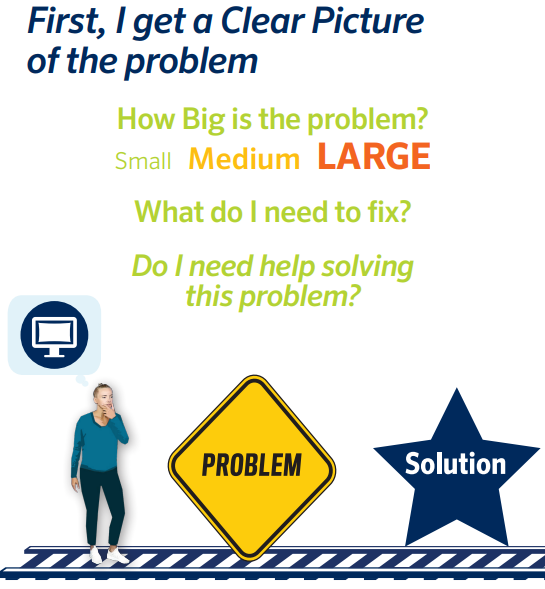 First, I get a Clear Picture
of the problem
How Big is the problem?
Small Medium LARGE
What do I need to fix?
Do I need help solving
this problem?
PROBLEM
Solution